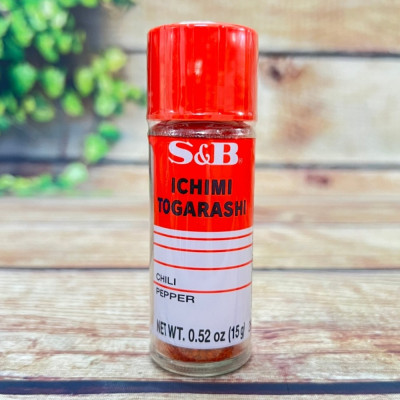 S&B
ICHIMI
TOGARASHI
CHILI
PEPPER
NET WT. 0.52 oz (15g)